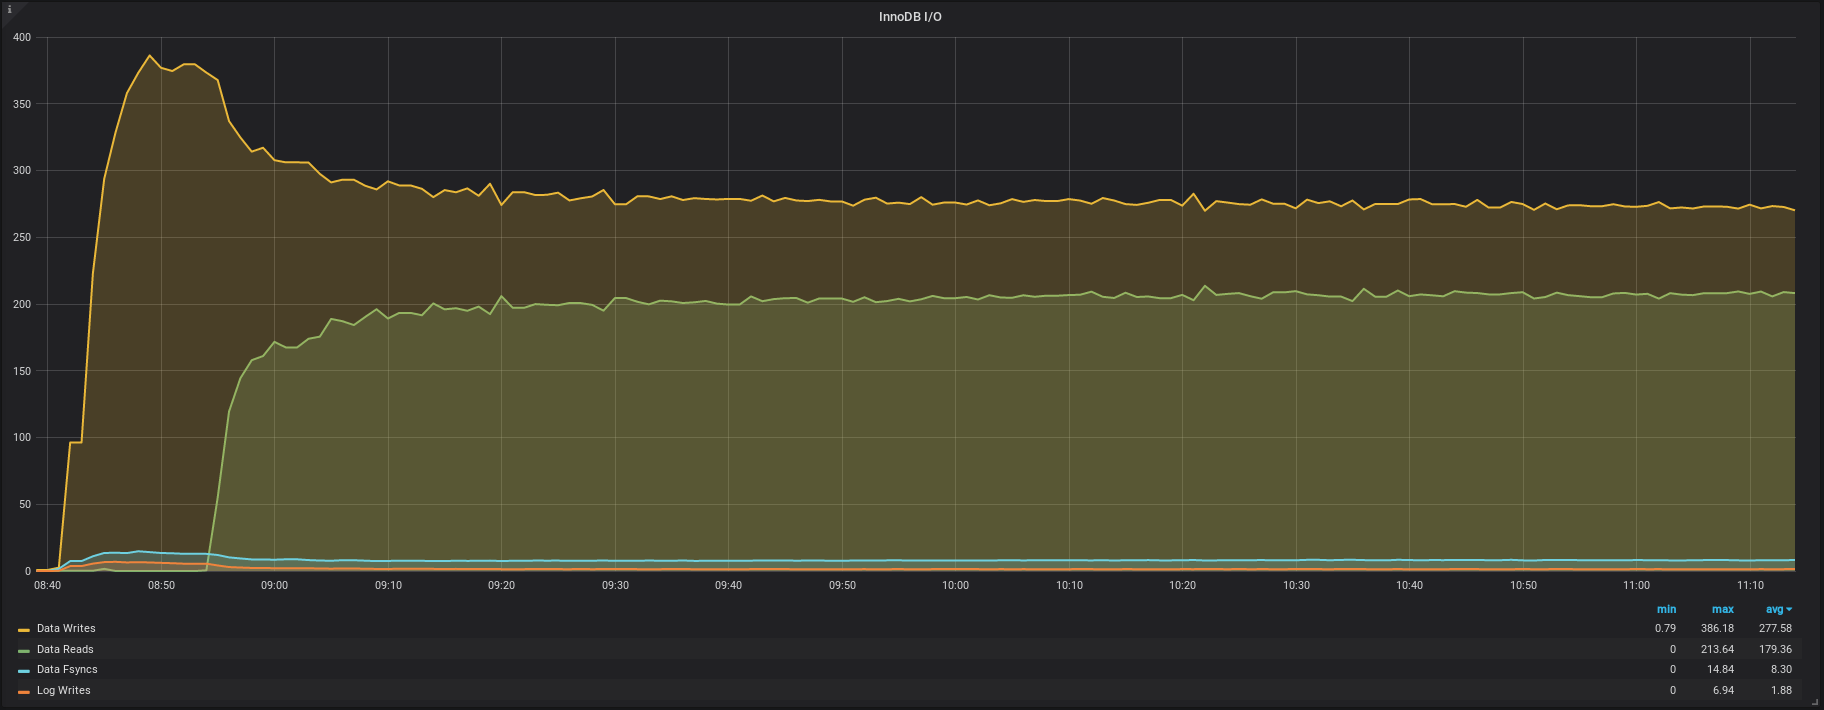 i
InnoDB I/O
400
350
300
250
200
150
100
50
0
08:40 08:50 09:00 09:10 09:20 09:30 09:40 09:50 10:00 10:10 10:20 10:30 10:40 10:50 11:00 11:10
min max avg
Data Writes 0.79 386.18 277.58
Data Reads 0 213.64 179.36
Data Fsyncs 0 14.84 8.30
Log Writes 0 6.94 1.88